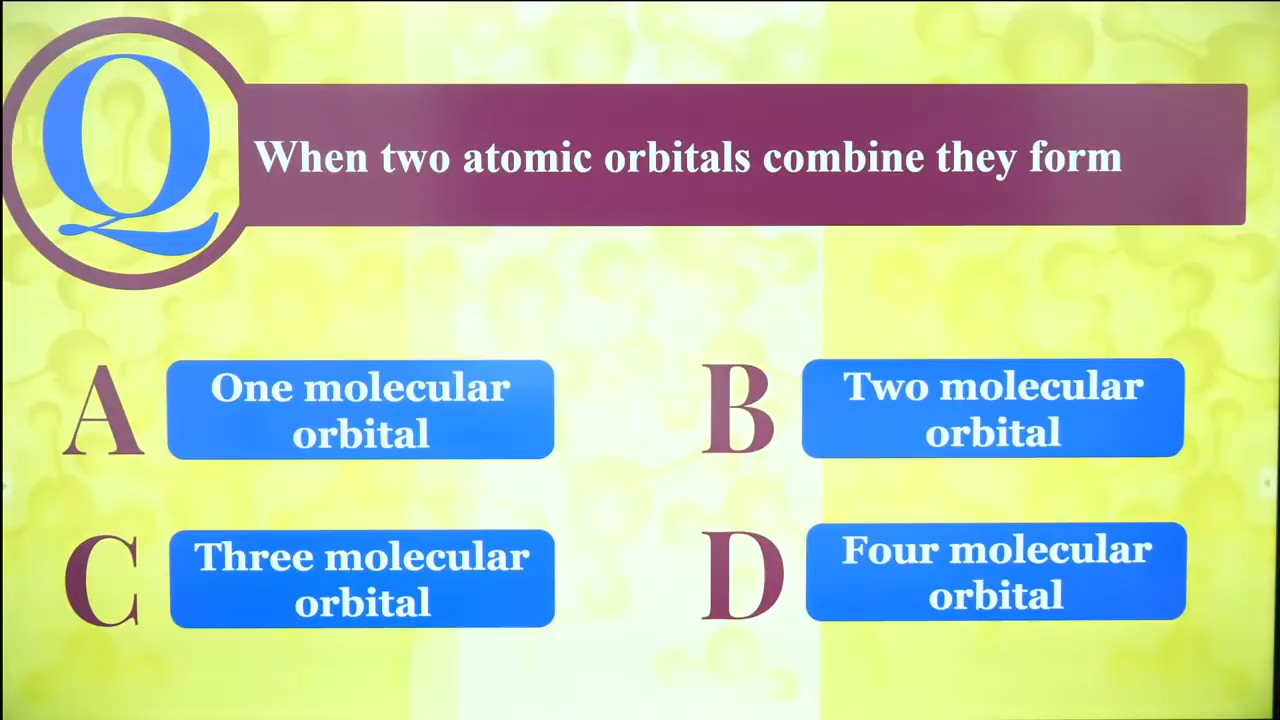 Q
When two atomic orbitals combine they form
A
One molecular
orbital
B
Two molecular
orbital
C
Three molecular
orbital
D
Four molecular
orbital